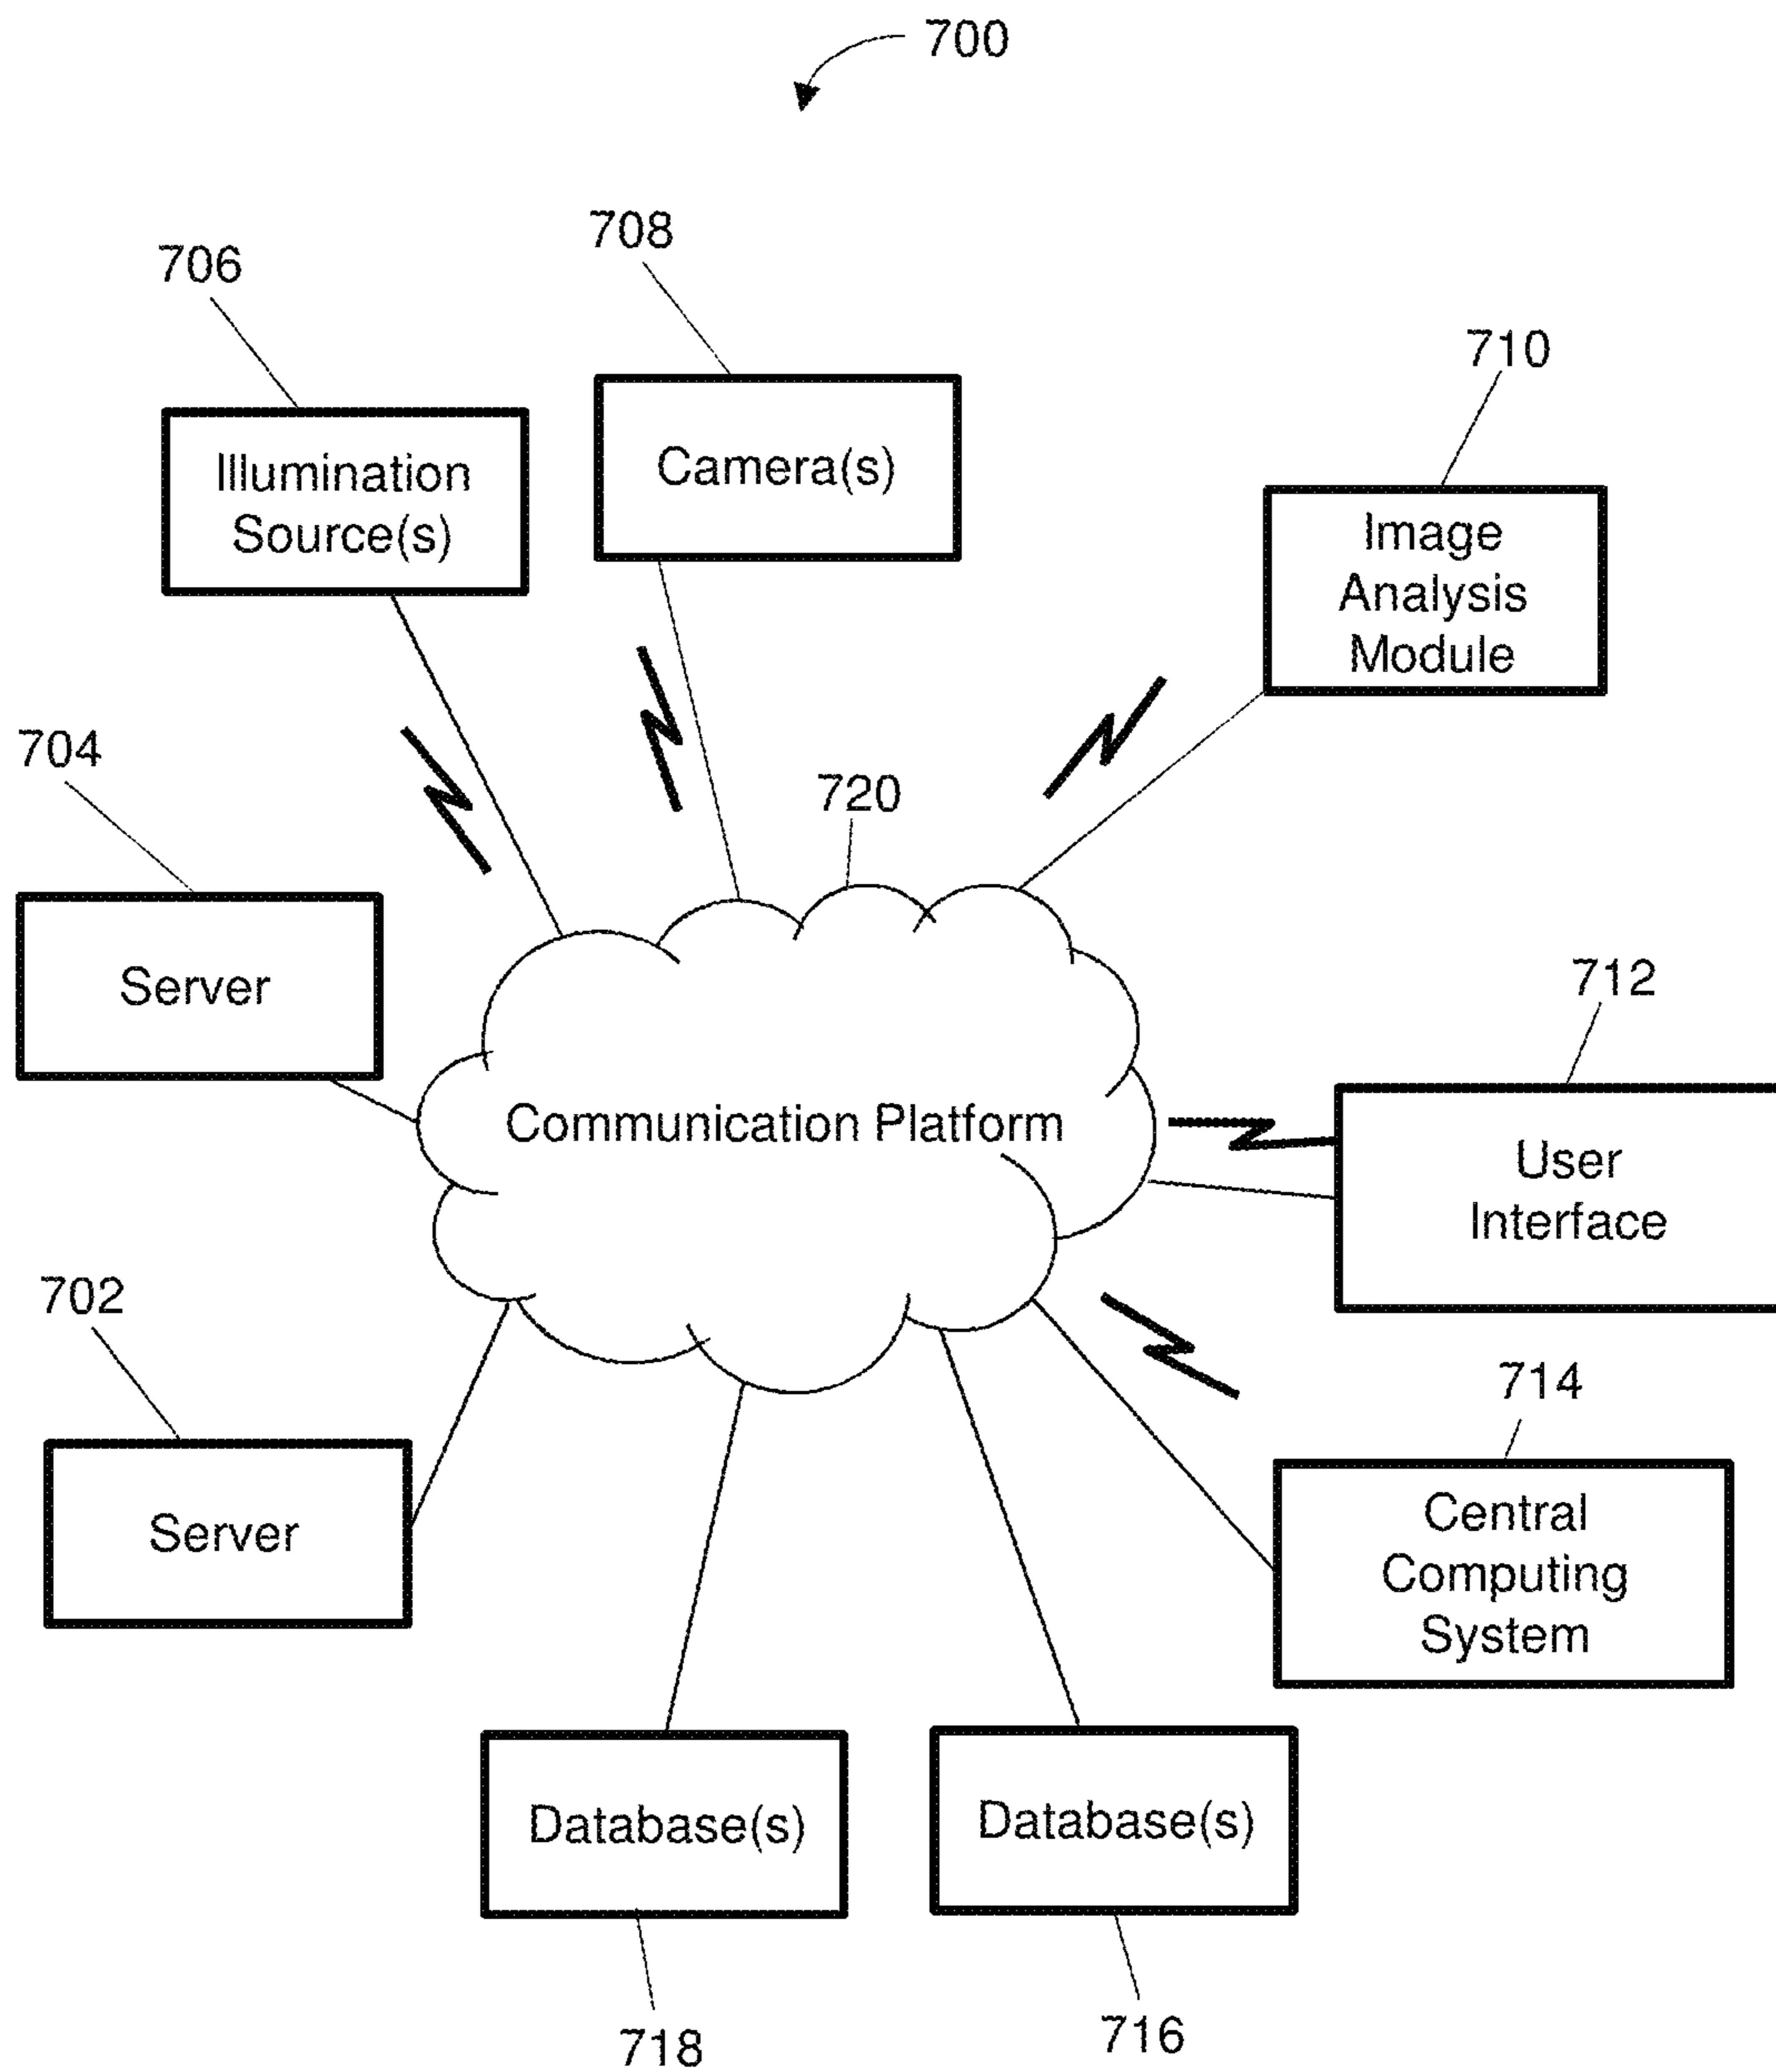 700
708
706
710
Illumination
Source(s)
Camera(s)
Image
Analysis
Module
704
720
Server
712
Communication Platform
User
Interface
702
714
Server
Central
Computing
System
Database(s)
Database(s)
718
716